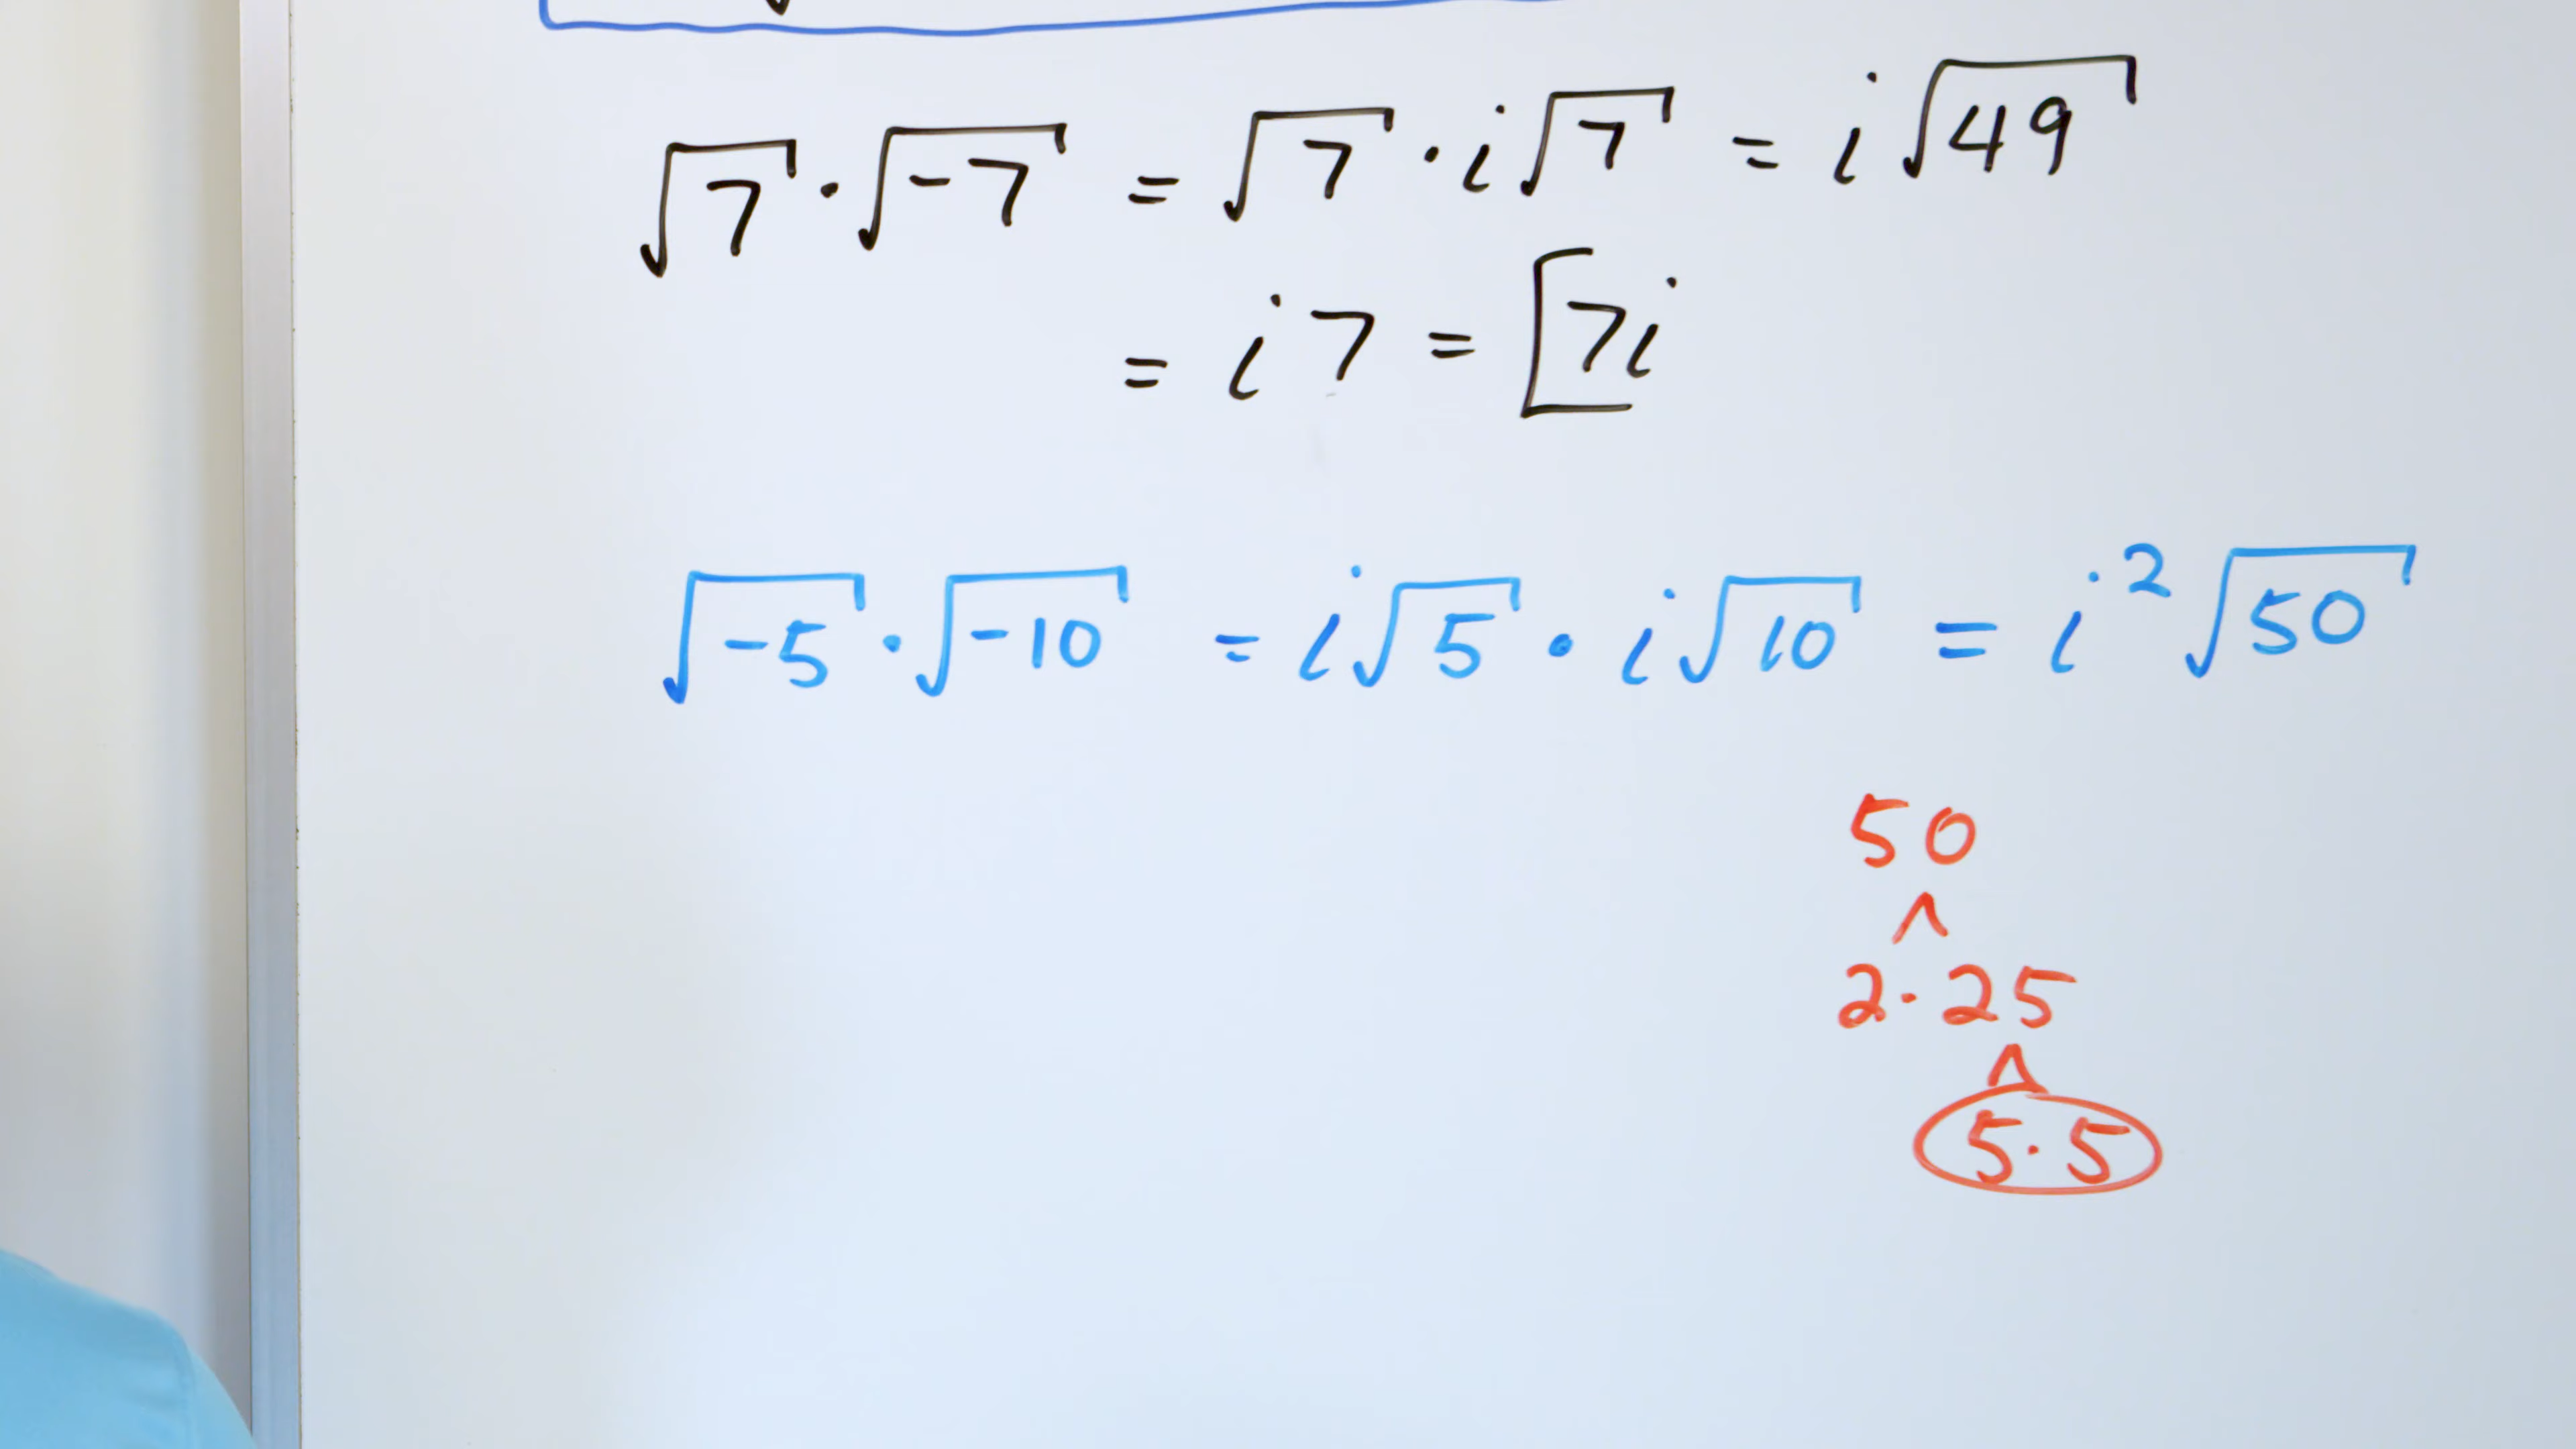 √7 · √-7 = √7 · i√7 = i√49
= i7 = [7i
√-5 · √-10 = i√5 · i√10 = i²√50
50
∧
2·25
∧
5·5